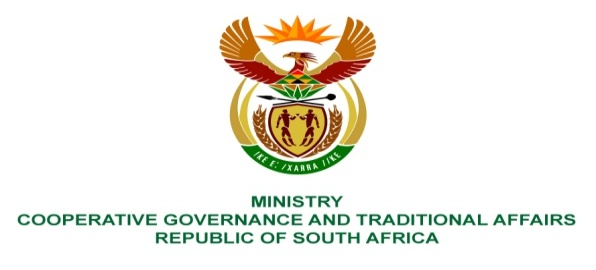 !KE E: /XARRA //KE
MINISTRY
COOPERATIVE GOVERNANCE AND TRADITIONAL AFFAIRS
REPUBLIC OF SOUTH AFRICA